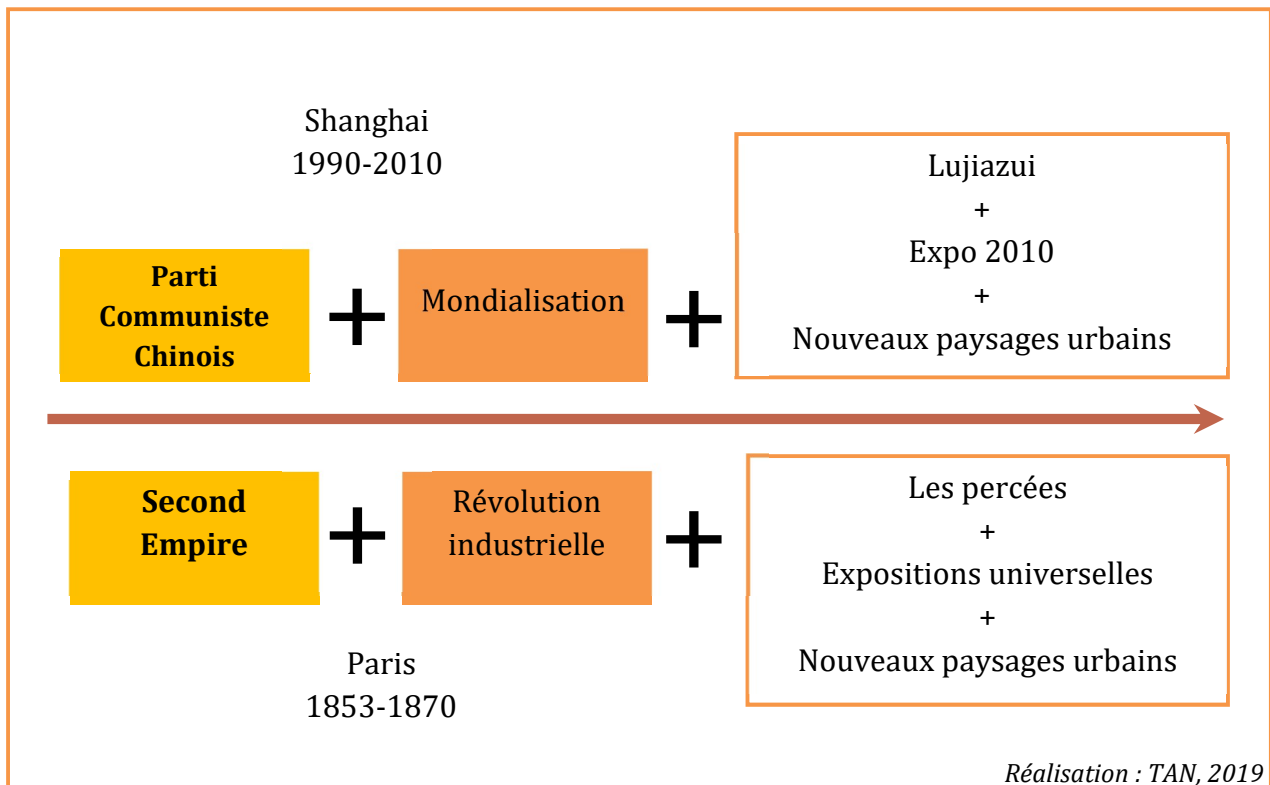 Shanghai
1990-2010
Parti
Communiste
Chinois
+
Mondialisation
+
Lujiazui
+
Expo 2010
+
Nouveaux paysages urbains
Second
Empire
+
Révolution
industrielle
+
Les percées
+
Expositions universelles
+
Nouveaux paysages urbains
Paris
1853-1870
Réalisation : TAN, 2019